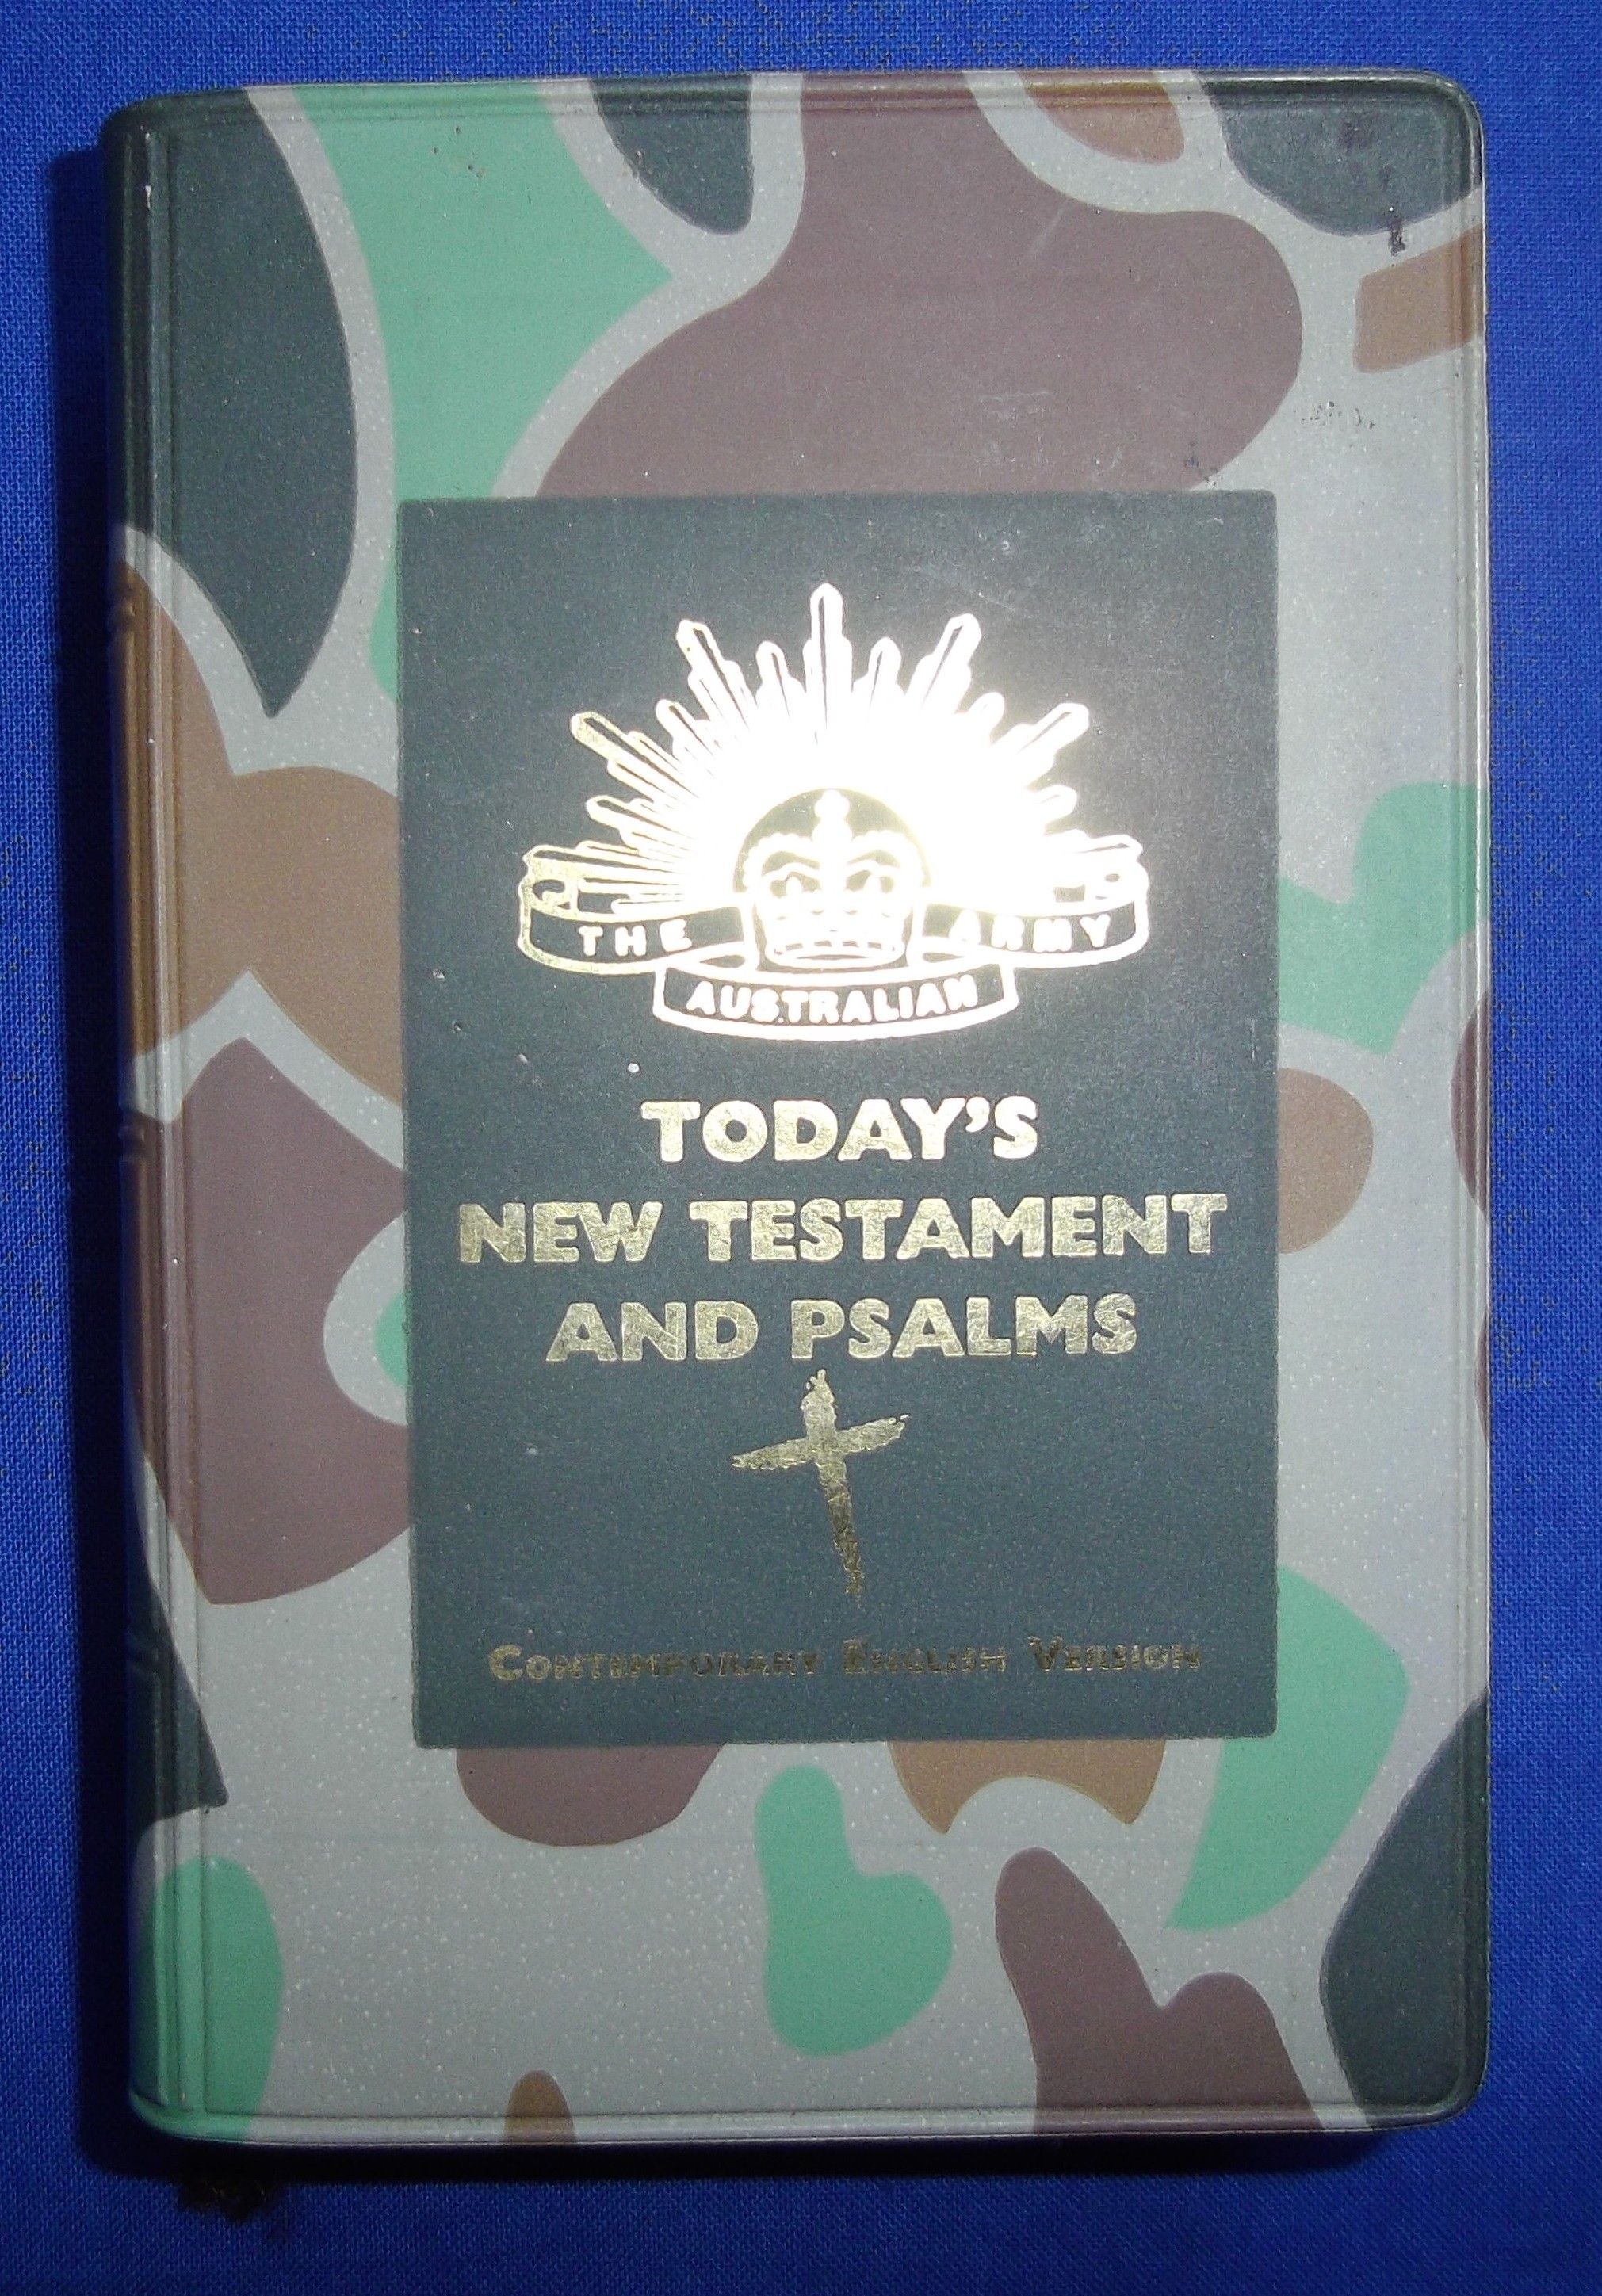 THE ARMY
AUSTRALIAN
TODAY'S
NEW TESTAMENT
AND PSALMS
CONTEMPORARY ENGLISH VERSION